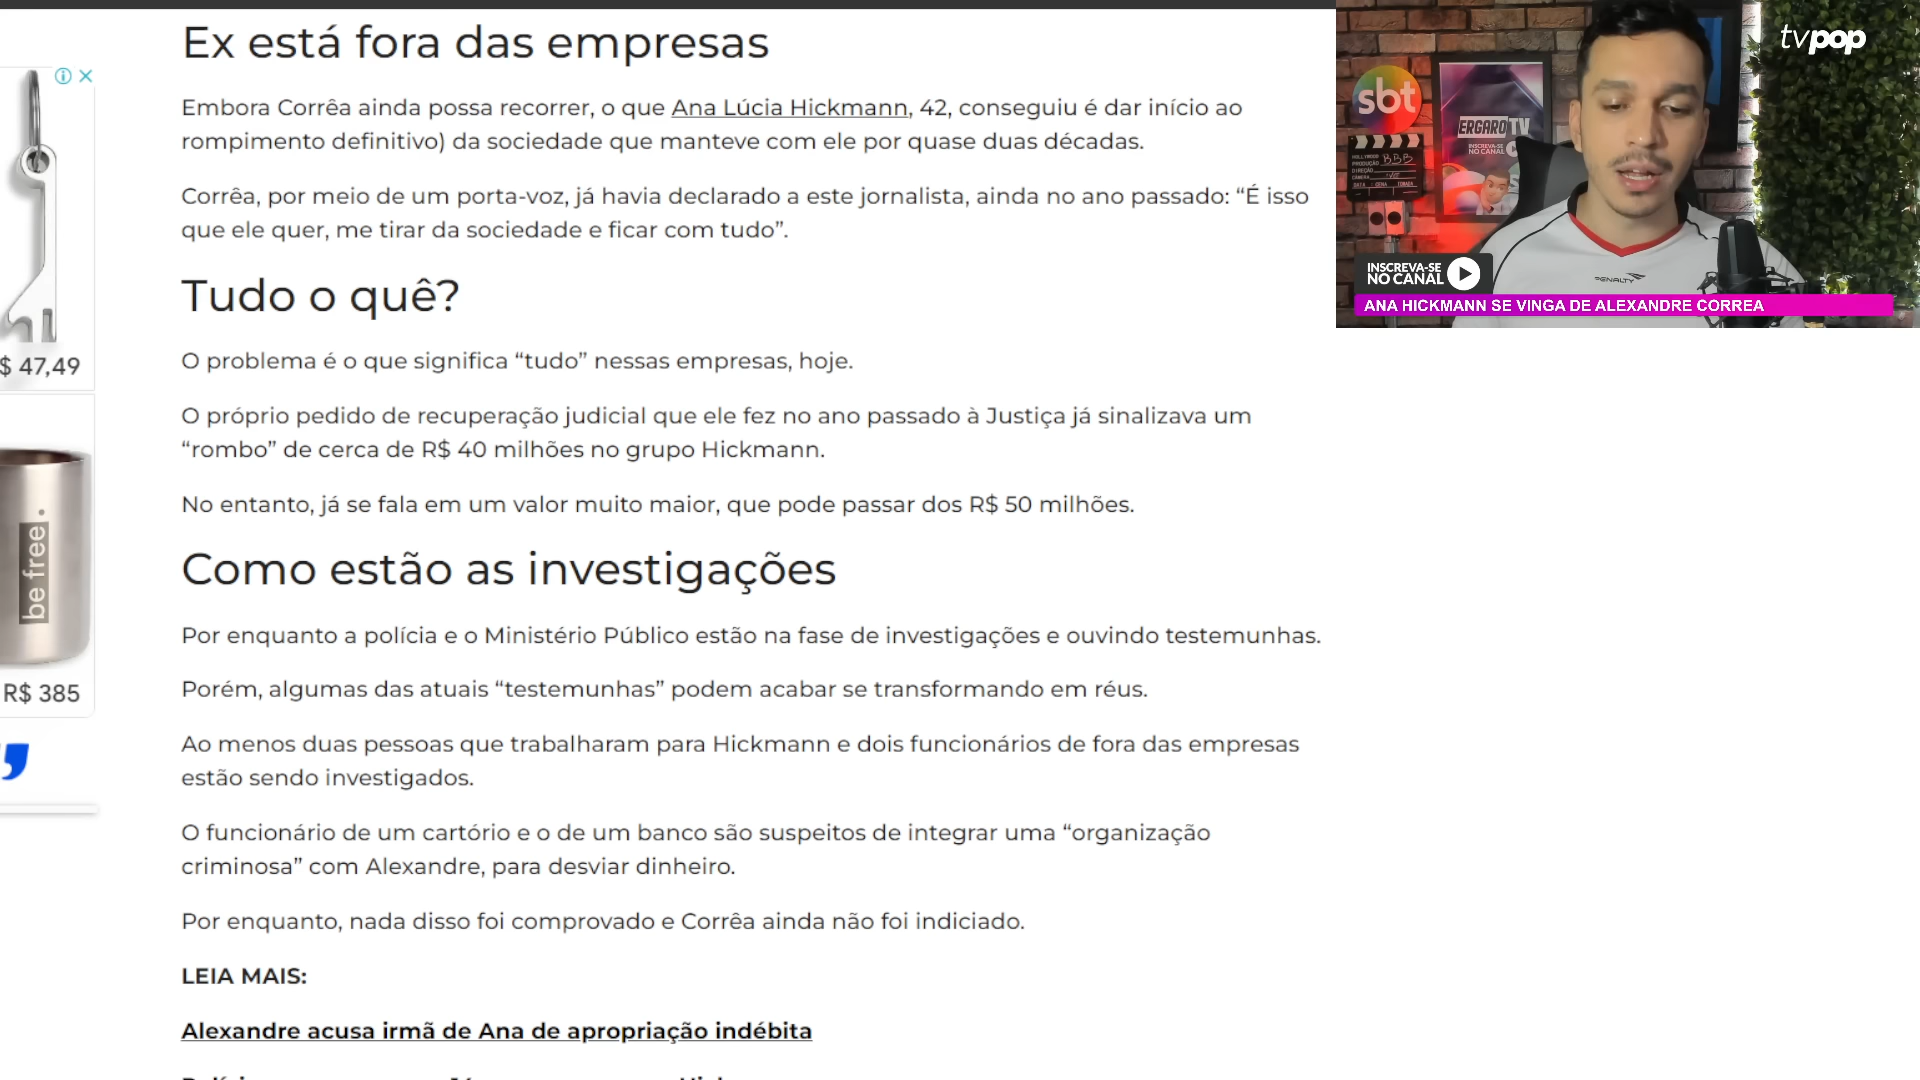 Ex está fora das empresas
Embora Corrêa ainda possa recorrer, o que Ana Lúcia Hickmann, 42, conseguiu é dar início ao
rompimento definitivo) da sociedade que manteve com ele por quase duas décadas.
Corrêa, por meio de um porta-voz, já havia declarado a este jornalista, ainda no ano passado: “É isso
que ele quer, me tirar da sociedade e ficar com tudo”.
Tudo o quê?
O problema é o que significa “tudo” nessas empresas, hoje.
O próprio pedido de recuperação judicial que ele fez no ano passado à Justiça já sinalizava um
“rombo” de cerca de R$ 40 milhões no grupo Hickmann.
No entanto, já se fala em um valor muito maior, que pode passar dos R$ 50 milhões.
Como estão as investigações
Por enquanto a polícia e o Ministério Público estão na fase de investigações e ouvindo testemunhas.
Porém, algumas das atuais “testemunhas” podem acabar se transformando em réus.
Ao menos duas pessoas que trabalharam para Hickmann e dois funcionários de fora das empresas
estão sendo investigados.
O funcionário de um cartório e o de um banco são suspeitos de integrar uma “organização
criminosa” com Alexandre, para desviar dinheiro.
Por enquanto, nada disso foi comprovado e Corrêa ainda não foi indiciado.
LEIA MAIS:
Alexandre acusa irmã de Ana de apropriação indébita
$ 47,49
be free.
R$ 385
tvpop
sbt
ERGARO TV
INSCREVA-SE
NO CANAL
BBB
PENALTY
INSCREVA-SE
NO CANAL
ANA HICKMANN SE VINGA DE ALEXANDRE CORREA